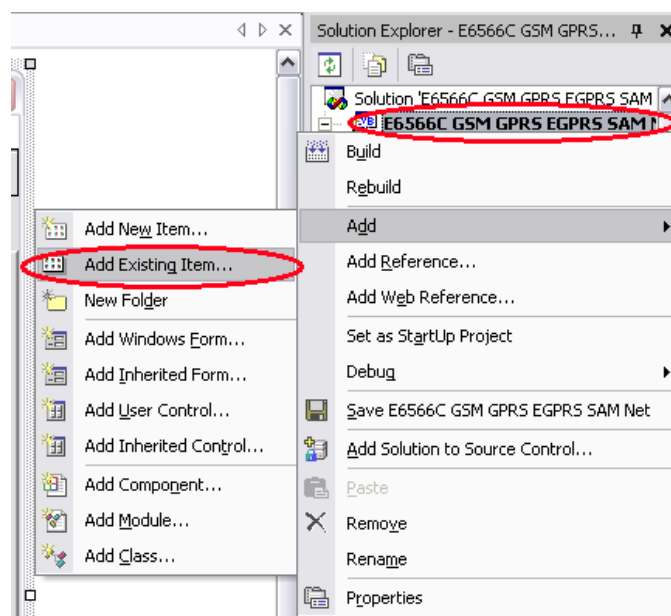 Solution Explorer - E6566C GSM GPRS...
Solution 'E6566C GSM GPRS EGPRS SAM
E6566C GSM GPRS EGPRS SAM
Build
Rebuild
Add
Add Reference...
Add Web Reference...
Set as StartUp Project
Debug
Save E6566C GSM GPRS EGPRS SAM Net
Add Solution to Source Control...
Paste
Remove
Rename
Properties
Add New Item...
Add Existing Item...
New Folder
Add Windows Form...
Add Inherited Form...
Add User Control...
Add Inherited Control...
Add Component...
Add Module...
Add Class...